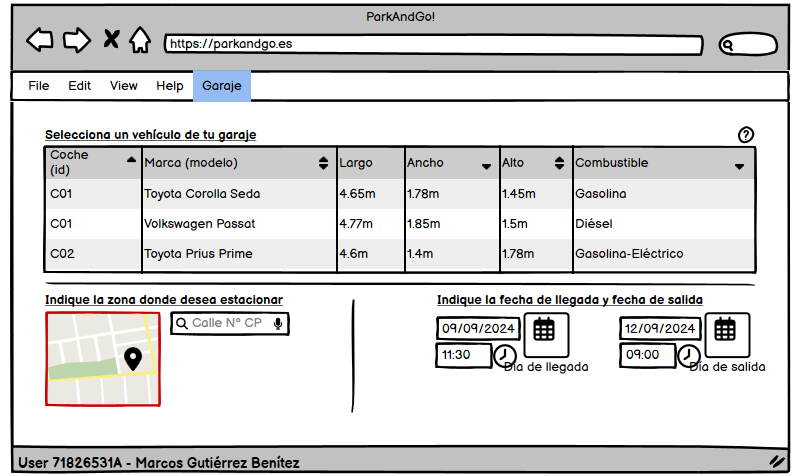 ParkAndGo!
https://parkandgo.es
File Edit View Help Garaje
Selecciona un vehículo de tu garaje ?
Coche (id) Marca (modelo) Largo Ancho Alto Combustible
C01 Toyota Corolla Seda 4.65m 1.78m 1.45m Gasolina
C01 Volkswagen Passat 4.77m 1.85m 1.5m Diésel
C02 Toyota Prius Prime 4.6m 1.4m 1.78m Gasolina-Eléctrico
Indique la zona donde desea estacionar
Calle Nº CP
Indique la fecha de llegada y fecha de salida
09/09/2024 12/09/2024
11:30 09:00
Día de llegada Día de salida
User 71826531A - Marcos Gutiérrez Benítez